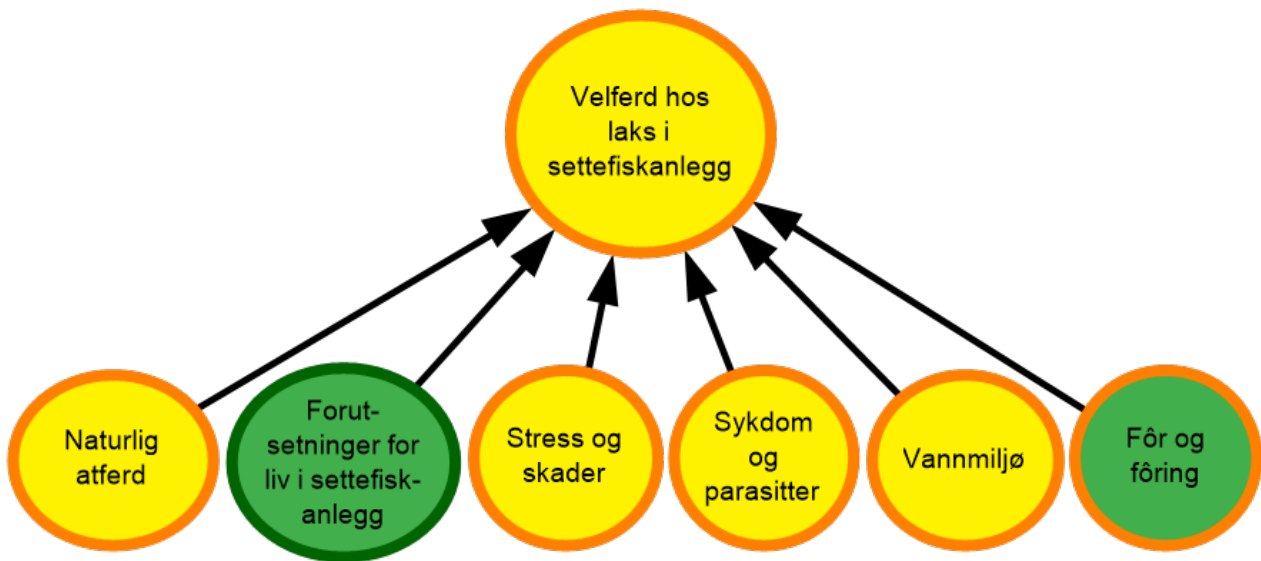 Velferd hos
laks i
settefiskanlegg
Naturlig
atferd
Forut-
setninger for
liv i settefisk-
anlegg
Stress og
skader
Sykdom
og
parasitter
Vannmiljø
Fôr og
fôring